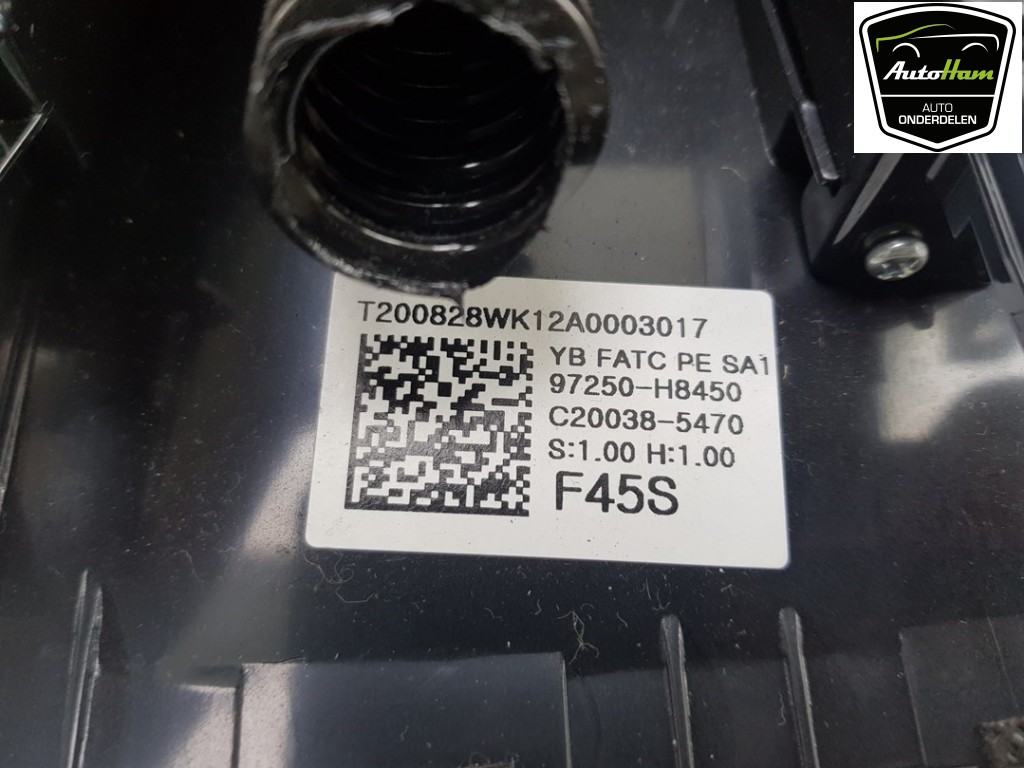 AutoHam
AUTO
ONDERDELEN
T200828WK12A0003017
YB FATC PE SA1
97250-H8450
C20038-5470
S:1.00 H:1.00
F45S